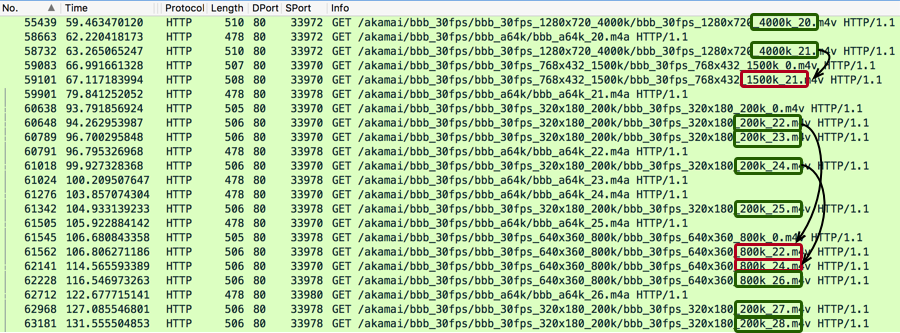 No. Time Protocol Length DPort SPort Info
55439 59.463470120 HTTP 510 80 33972 GET /akamai/bbb_30fps/bbb_30fps_1280x720_4000k/bbb_30fps_1280x720_4000k_20.m4v HTTP/1.1
58663 62.220418173 HTTP 478 80 33972 GET /akamai/bbb_30fps/bbb_a64k/bbb_a64k_20.m4a HTTP/1.1
58732 63.265065247 HTTP 510 80 33972 GET /akamai/bbb_30fps/bbb_30fps_1280x720_4000k/bbb_30fps_1280x720_4000k_21.m4v HTTP/1.1
59083 66.991661328 HTTP 507 80 33970 GET /akamai/bbb_30fps/bbb_30fps_768x432_1500k/bbb_30fps_768x432_1500k_0.m4v HTTP/1.1
59101 67.117183994 HTTP 508 80 33970 GET /akamai/bbb_30fps/bbb_30fps_768x432_1500k/bbb_30fps_768x432_1500k_21.m4v HTTP/1.1
59901 79.841252052 HTTP 478 80 33970 GET /akamai/bbb_30fps/bbb_a64k/bbb_a64k_21.m4a HTTP/1.1
60638 93.791856924 HTTP 505 80 33970 GET /akamai/bbb_30fps/bbb_30fps_320x180_200k/bbb_30fps_320x180_200k_0.m4v HTTP/1.1
60648 94.262953987 HTTP 506 80 33970 GET /akamai/bbb_30fps/bbb_30fps_320x180_200k/bbb_30fps_320x180_200k_22.m4v HTTP/1.1
60789 96.700295848 HTTP 506 80 33978 GET /akamai/bbb_30fps/bbb_30fps_320x180_200k/bbb_30fps_320x180_200k_23.m4v HTTP/1.1
60791 96.795326968 HTTP 478 80 33970 GET /akamai/bbb_30fps/bbb_a64k/bbb_a64k_22.m4a HTTP/1.1
61018 99.927328368 HTTP 506 80 33970 GET /akamai/bbb_30fps/bbb_30fps_320x180_200k/bbb_30fps_320x180_200k_24.m4v HTTP/1.1
61024 100.209507647 HTTP 478 80 33978 GET /akamai/bbb_30fps/bbb_a64k/bbb_a64k_23.m4a HTTP/1.1
61276 103.857074304 HTTP 478 80 33970 GET /akamai/bbb_30fps/bbb_a64k/bbb_a64k_24.m4a HTTP/1.1
61342 104.933139233 HTTP 506 80 33978 GET /akamai/bbb_30fps/bbb_30fps_320x180_200k/bbb_30fps_320x180_200k_25.m4v HTTP/1.1
61505 105.922884142 HTTP 478 80 33970 GET /akamai/bbb_30fps/bbb_a64k/bbb_a64k_25.m4a HTTP/1.1
61545 106.680843358 HTTP 505 80 33978 GET /akamai/bbb_30fps/bbb_30fps_640x360_800k/bbb_30fps_640x360_800k_0.m4v HTTP/1.1
61562 106.806271186 HTTP 506 80 33978 GET /akamai/bbb_30fps/bbb_30fps_640x360_800k/bbb_30fps_640x360_800k_22.m4v HTTP/1.1
62141 114.565593389 HTTP 506 80 33978 GET /akamai/bbb_30fps/bbb_30fps_640x360_800k/bbb_30fps_640x360_800k_24.m4v HTTP/1.1
62228 116.546973263 HTTP 506 80 33978 GET /akamai/bbb_30fps/bbb_30fps_640x360_800k/bbb_30fps_640x360_800k_26.m4v HTTP/1.1
62712 122.677715141 HTTP 478 80 33980 GET /akamai/bbb_30fps/bbb_a64k/bbb_a64k_26.m4a HTTP/1.1
62968 127.085546801 HTTP 506 80 33978 GET /akamai/bbb_30fps/bbb_30fps_320x180_200k/bbb_30fps_320x180_200k_27.m4v HTTP/1.1
63181 131.555504853 HTTP 506 80 33978 GET /akamai/bbb_30fps/bbb_30fps_320x180_200k/bbb_30fps_320x180_200k_28.m4v HTTP/1.1